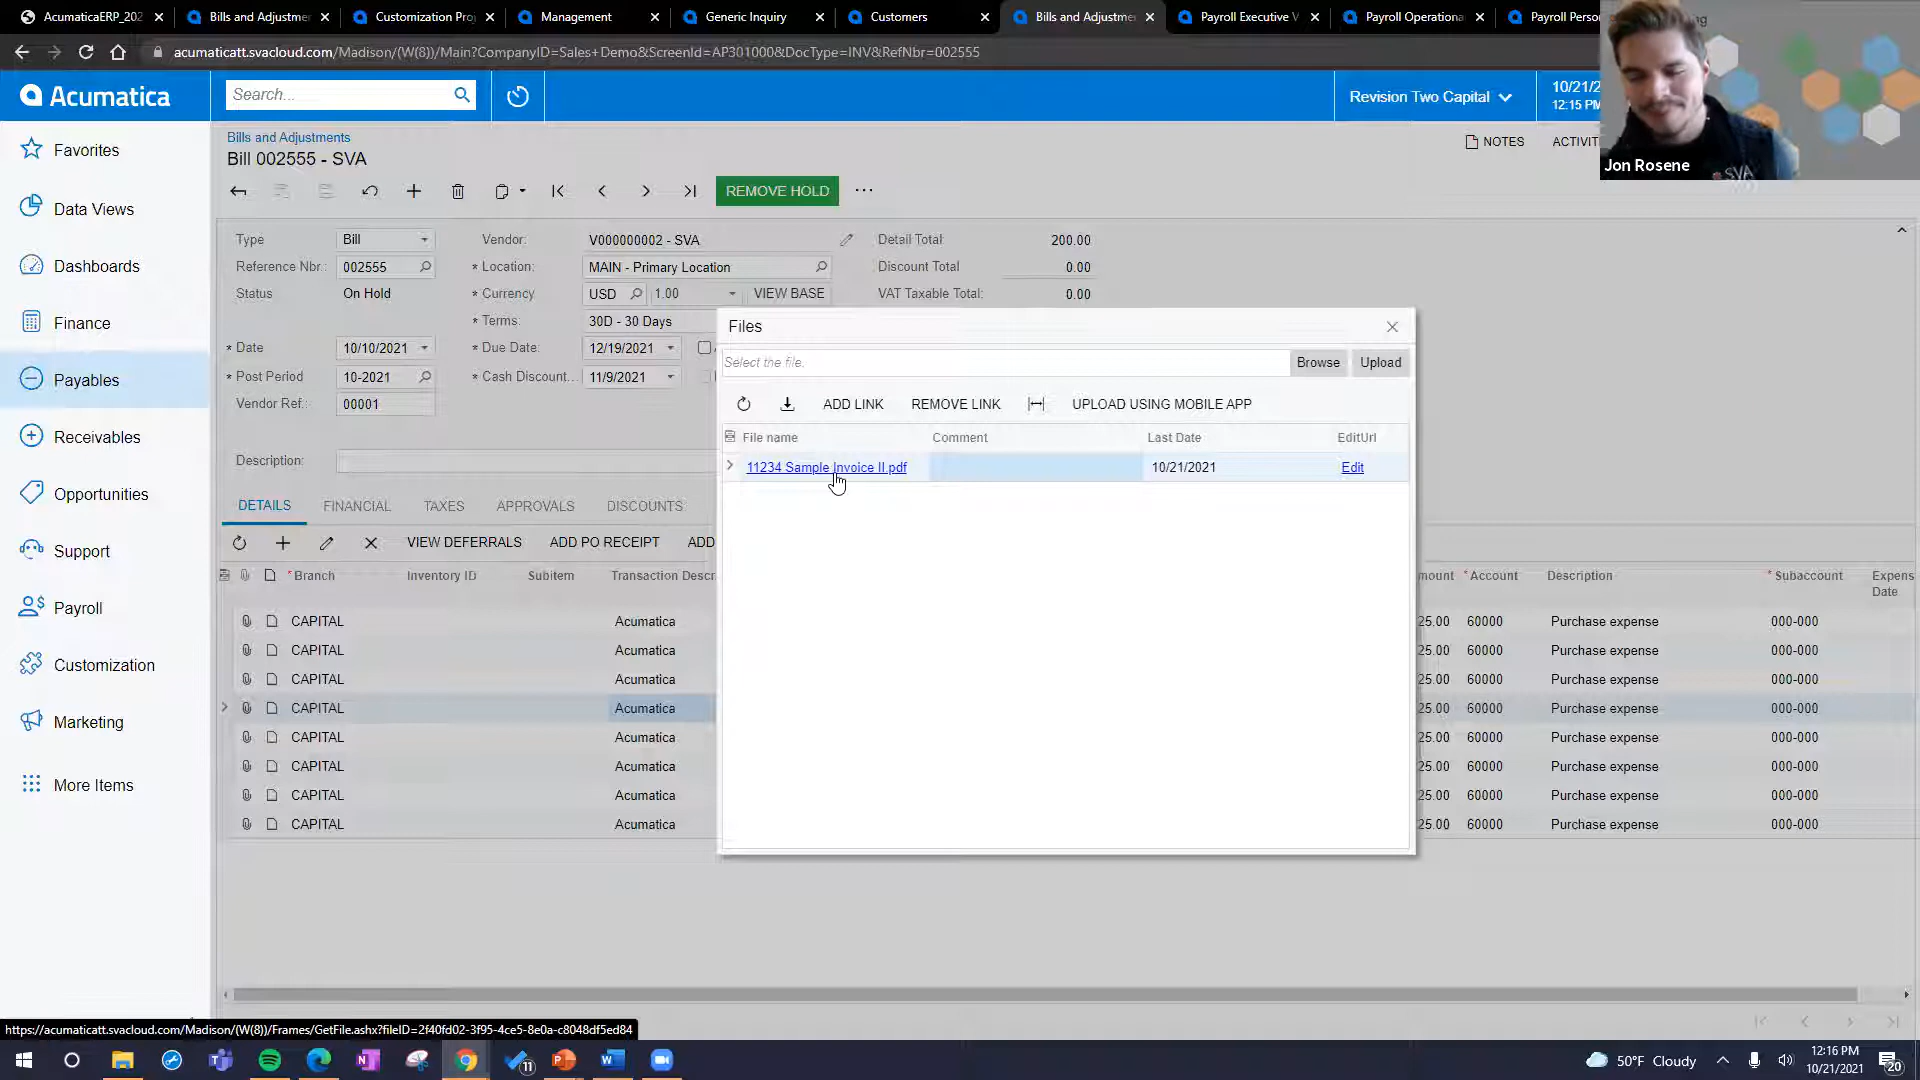 AcumaticaERP_202
Bills and Adjustme
Customization Proj
Management
Generic Inquiry
Customers
Bills and Adjustme
Payroll Executive V
Payroll Operationa
Payroll Perso
acumaticatt.svacloud.com/Madison/(W(8))/Main?CompanyID=Sales+Demo&ScreenId=AP301000&DocType=INV&RefNbr=002555
Acumatica
Search...
Revision Two Capital
10/21/2
12:15 PM
Jon Rosene
SVA
Favorites
Data Views
Dashboards
Finance
Payables
Receivables
Opportunities
Support
Payroll
Customization
Marketing
More Items
Bills and Adjustments
Bill 002555 - SVA
NOTES
ACTIVITI
REMOVE HOLD
Type
Bill
Vendor:
V000000002 - SVA
Detail Total:
200.00
Reference Nbr.:
002555
* Location:
MAIN - Primary Location
Discount Total
0.00
Status
On Hold
* Currency
USD
1.00
VIEW BASE
VAT Taxable Total:
0.00
* Terms:
30D - 30 Days
* Date
10/10/2021
* Due Date:
12/19/2021
* Post Period
10-2021
* Cash Discount...
11/9/2021
Vendor Ref.:
00001
Description:
Files
Select the file.
Browse
Upload
ADD LINK
REMOVE LINK
UPLOAD USING MOBILE APP
File name
Comment
Last Date
EditUrl
11234 Sample Invoice II.pdf
10/21/2021
Edit
DETAILS
FINANCIAL
TAXES
APPROVALS
DISCOUNTS
VIEW DEFERRALS
ADD PO RECEIPT
ADD
* Branch
Inventory ID
Subitem
Transaction Descr
mount
* Account
Description
* Subaccount
Expens
Date
CAPITAL Acumatica 25.00 60000 Purchase expense 000-000
CAPITAL Acumatica 25.00 60000 Purchase expense 000-000
CAPITAL Acumatica 25.00 60000 Purchase expense 000-000
CAPITAL Acumatica 25.00 60000 Purchase expense 000-000
CAPITAL Acumatica 25.00 60000 Purchase expense 000-000
CAPITAL Acumatica 25.00 60000 Purchase expense 000-000
CAPITAL Acumatica 25.00 60000 Purchase expense 000-000
CAPITAL Acumatica 25.00 60000 Purchase expense 000-000
https://acumaticatt.svacloud.com/Madison/(W(8))/Frames/GetFile.ashx?fileID=2f40fd02-3f95-4ce5-8e0a-c8048df5ed84
11
50°F Cloudy
12:16 PM
10/21/2021
20